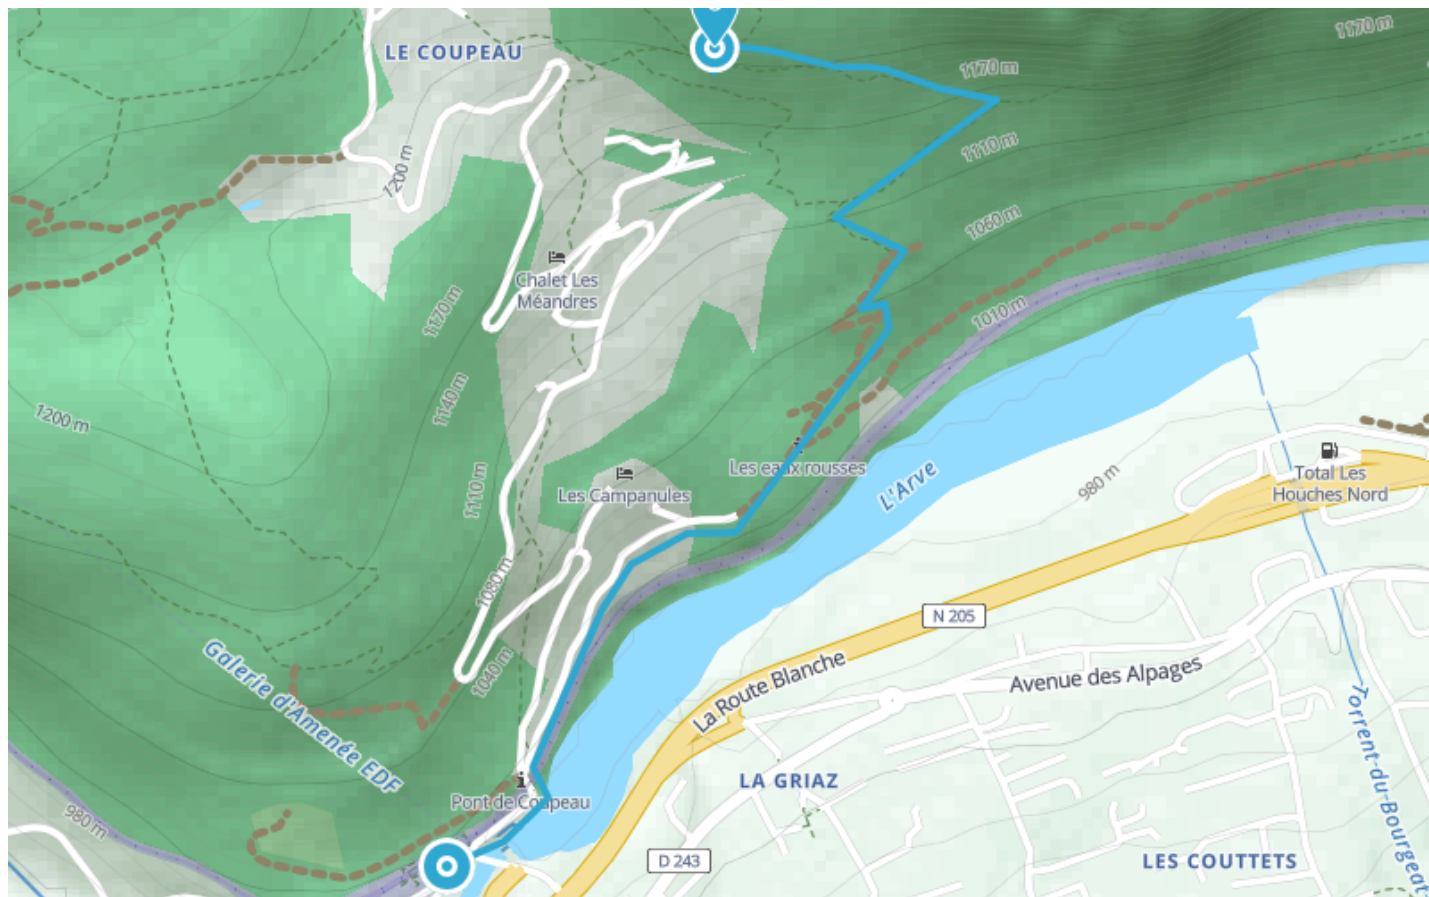 1170 m
LE COUPEAU
1170 m
1110 m
1200 m
1060 m
Chalet Les
Méandres
1170 m
1010 m
1140 m
1200 m
Les eaux rousses
L'Arve
Total Les
Houches Nord
980 m
Les Campanules
1110 m
1080 m
N 205
1040 m
Galerie d'Amenée EDF
La Route Blanche
Avenue des Alpages
Torrent-du-Bourgeat
LA GRIAZ
Pont de Coupeau
980 m
D 243
LES COUTTETS